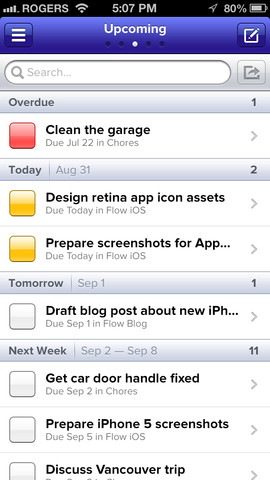 ROGERS 5:07 PM 80%
Upcoming
Search...
Overdue 1
Clean the garage
Due Jul 22 in Chores
Today Aug 31 2
Design retina app icon assets
Due Today in Flow iOS
Prepare screenshots for App...
Due Today in Flow iOS
Tomorrow Sep 1 1
Draft blog post about new iPh...
Due Sep 1 in Flow Blog
Next Week Sep 2 — Sep 8 11
Get car door handle fixed
Due Sep 2 in Chores
Prepare iPhone 5 screenshots
Due Sep 5 in Flow iOS
Discuss Vancouver trip